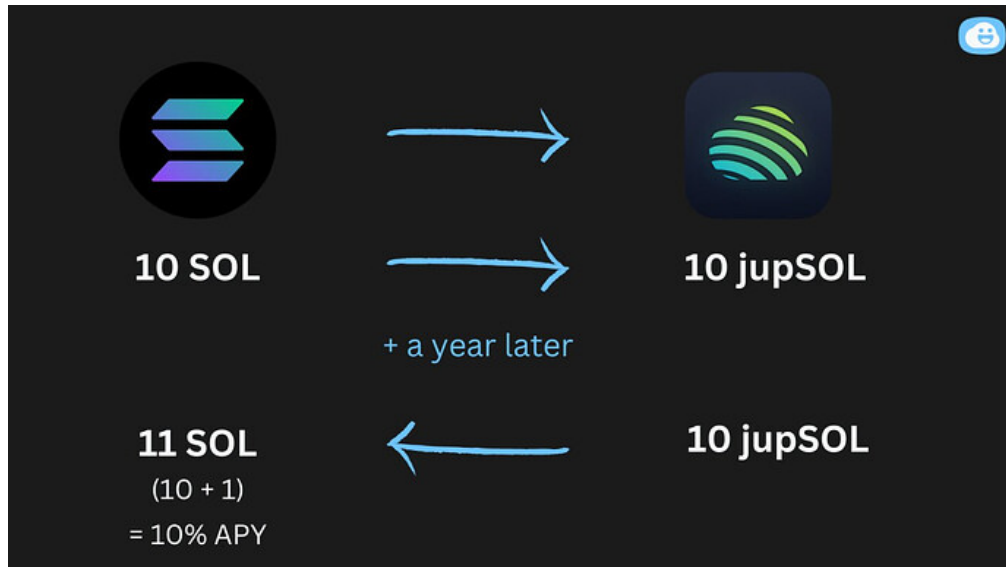 10 SOL
10 jupSOL
+ a year later
11 SOL
10 jupSOL
(10 + 1)
= 10% APY